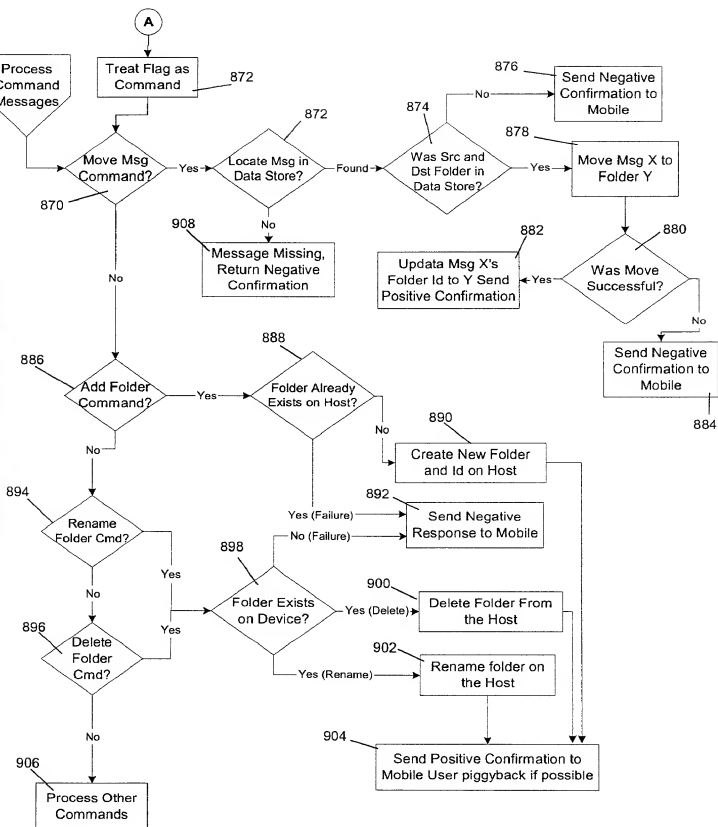 A
Process
Command
Messages
Treat Flag as
Command
872
Move Msg
Command?
870
Yes
872
Locate Msg in
Data Store?
Found
874
Was Src and
Dst Folder in
Data Store?
No
876
Send Negative
Confirmation to
Mobile
Yes
878
Move Msg X to
Folder Y
No
908
Message Missing,
Return Negative
Confirmation
880
Was Move
Successful?
Yes
882
Updata Msg X's
Folder Id to Y Send
Positive Confirmation
No
Send Negative
Confirmation to
Mobile
884
No
886
Add Folder
Command?
Yes
888
Folder Already
Exists on Host?
No
890
Create New Folder
and Id on Host
Yes (Failure)
892
Send Negative
Response to Mobile
No (Failure)
No
894
Rename
Folder Cmd?
Yes
No
896
Delete
Folder
Cmd?
Yes
898
Folder Exists
on Device?
Yes (Delete)
900
Delete Folder From
the Host
Yes (Rename)
902
Rename folder on
the Host
904
Send Positive Confirmation to
Mobile User piggyback if possible
No
906
Process Other
Commands